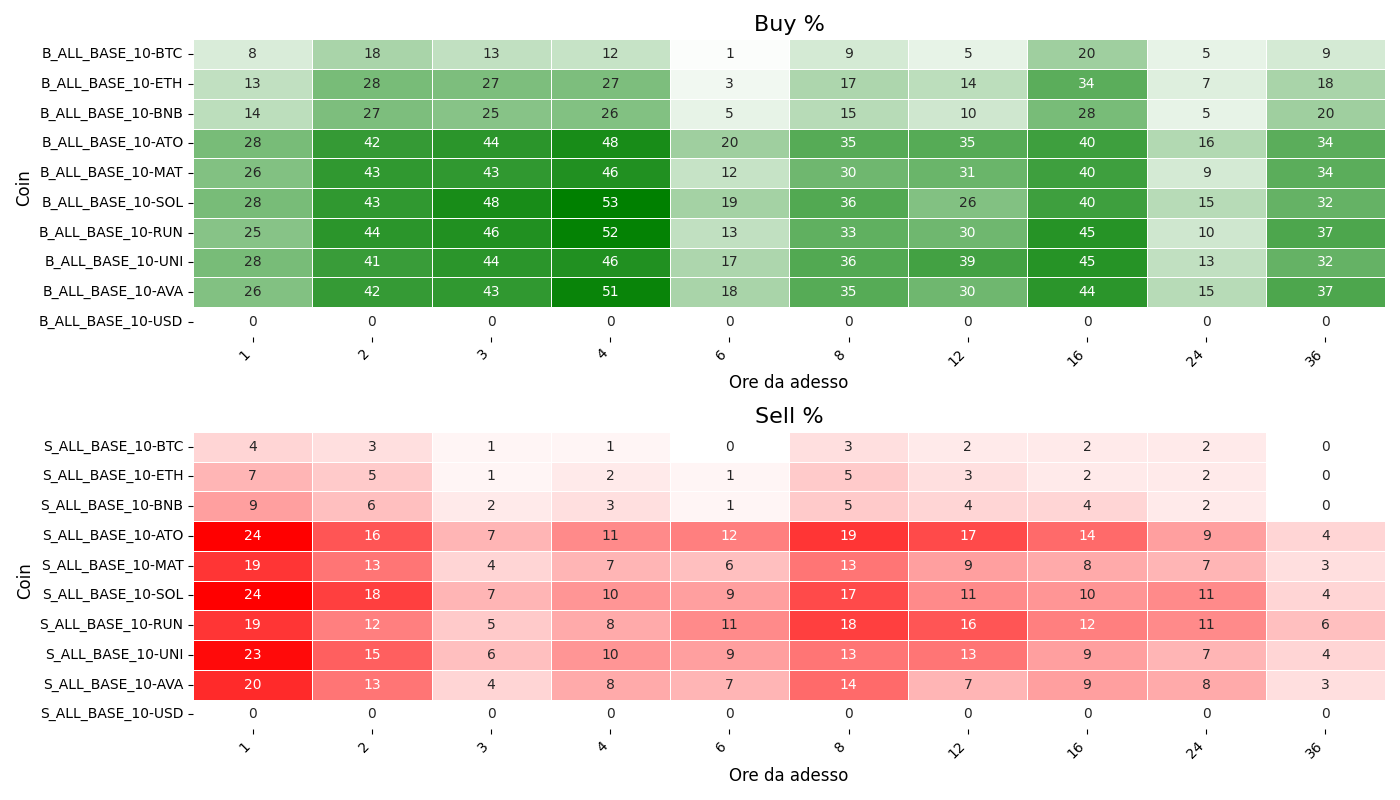 Buy %
Coin
B_ALL_BASE_10-BTC 8 18 13 12 1 9 5 20 5 9
B_ALL_BASE_10-ETH 13 28 27 27 3 17 14 34 7 18
B_ALL_BASE_10-BNB 14 27 25 26 5 15 10 28 5 20
B_ALL_BASE_10-ATO 28 42 44 48 20 35 35 40 16 34
B_ALL_BASE_10-MAT 26 43 43 46 12 30 31 40 9 34
B_ALL_BASE_10-SOL 28 43 48 53 19 36 26 40 15 32
B_ALL_BASE_10-RUN 25 44 46 52 13 33 30 45 10 37
B_ALL_BASE_10-UNI 28 41 44 46 17 36 39 45 13 32
B_ALL_BASE_10-AVA 26 42 43 51 18 35 30 44 15 37
B_ALL_BASE_10-USD 0 0 0 0 0 0 0 0 0 0
1 2 3 4 6 8 12 16 24 36
Ore da adesso
Sell %
Coin
S_ALL_BASE_10-BTC 4 3 1 1 0 3 2 2 2 0
S_ALL_BASE_10-ETH 7 5 1 2 1 5 3 2 2 0
S_ALL_BASE_10-BNB 9 6 2 3 1 5 4 4 2 0
S_ALL_BASE_10-ATO 24 16 7 11 12 19 17 14 9 4
S_ALL_BASE_10-MAT 19 13 4 7 6 13 9 8 7 3
S_ALL_BASE_10-SOL 24 18 7 10 9 17 11 10 11 4
S_ALL_BASE_10-RUN 19 12 5 8 11 18 16 12 11 6
S_ALL_BASE_10-UNI 23 15 6 10 9 13 13 9 7 4
S_ALL_BASE_10-AVA 20 13 4 8 7 14 7 9 8 3
S_ALL_BASE_10-USD 0 0 0 0 0 0 0 0 0 0
1 2 3 4 6 8 12 16 24 36
Ore da adesso